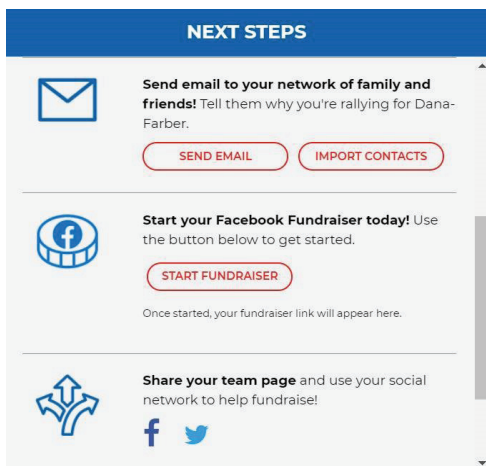 NEXT STEPS
Send email to your network of family and
friends! Tell them why you're rallying for Dana-
Farber.
SEND EMAIL
IMPORT CONTACTS
Start your Facebook Fundraiser today! Use
the button below to get started.
START FUNDRAISER
Once started, your fundraiser link will appear here.
Share your team page and use your social
network to help fundraise!